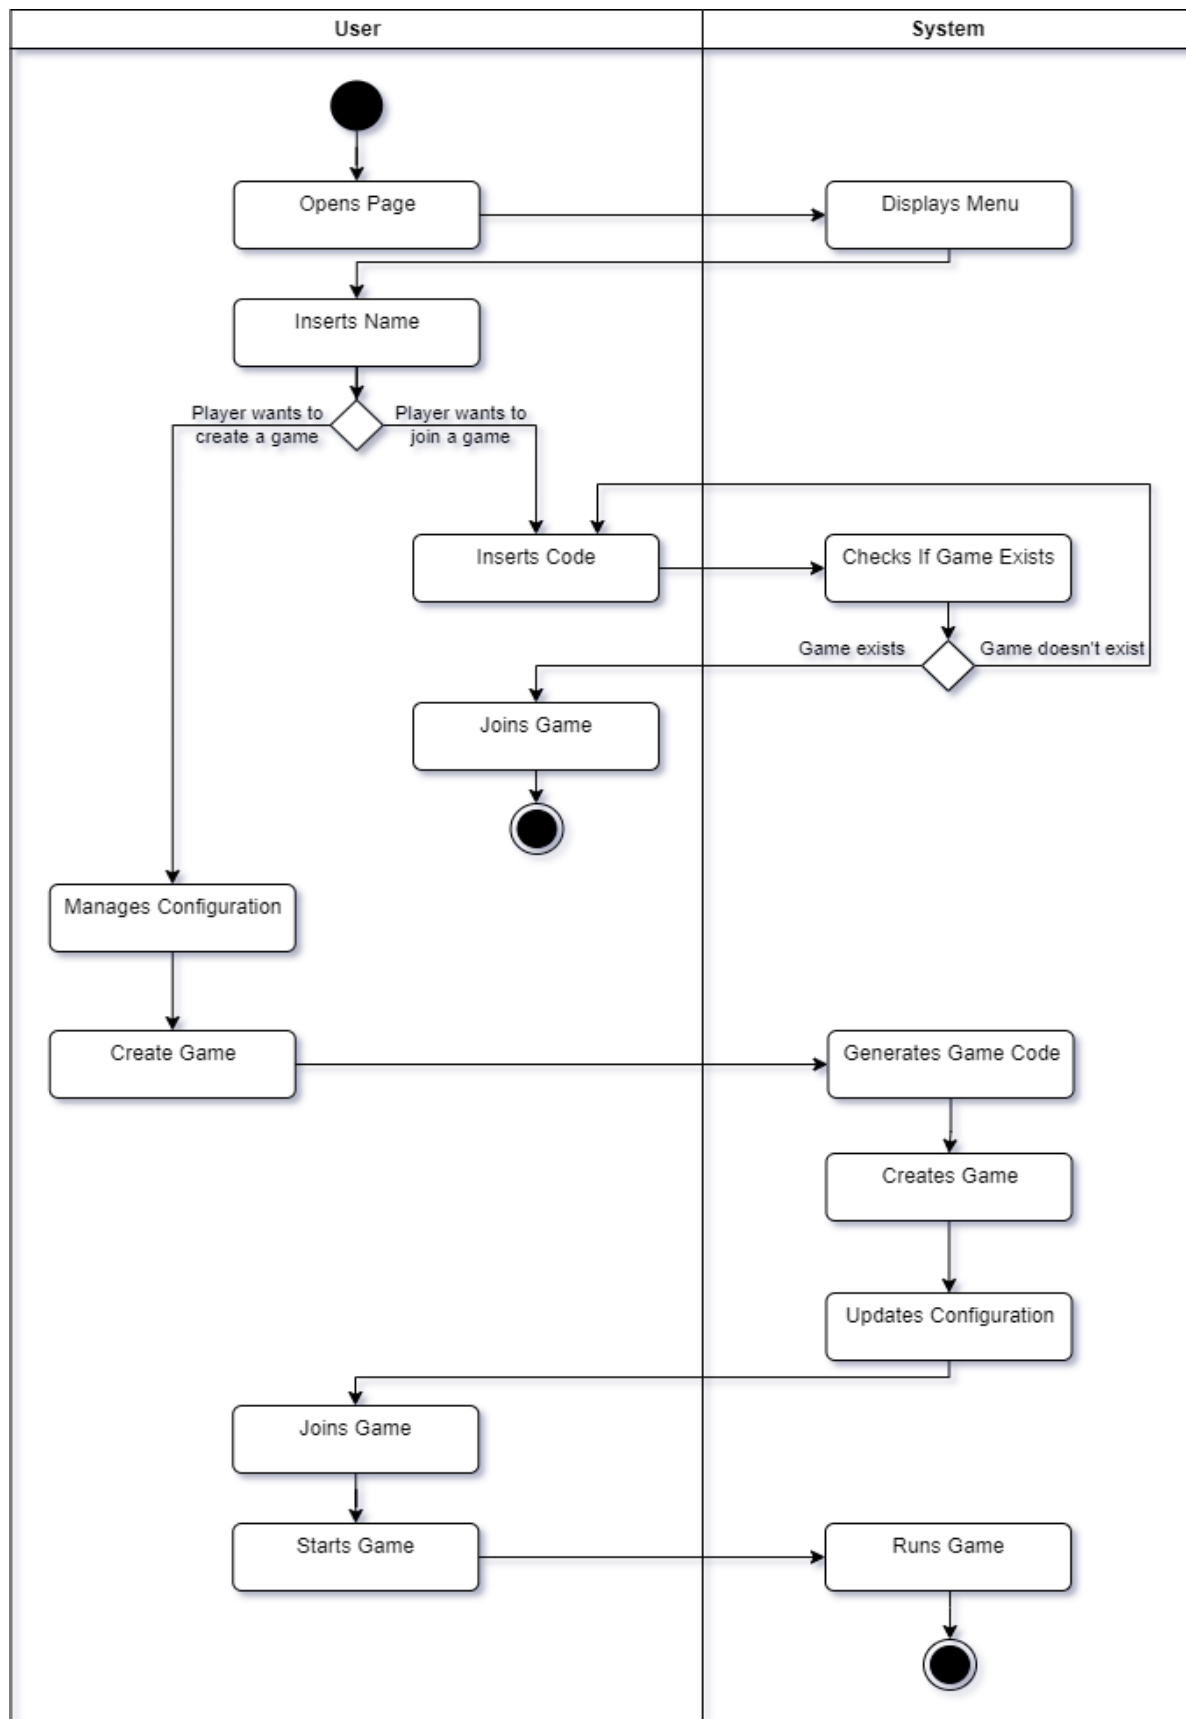 User
System
Opens Page
Displays Menu
Inserts Name
Player wants to
create a game
Player wants to
join a game
Inserts Code
Checks If Game Exists
Game exists
Game doesn't exist
Joins Game
Manages Configuration
Create Game
Generates Game Code
Creates Game
Updates Configuration
Joins Game
Starts Game
Runs Game